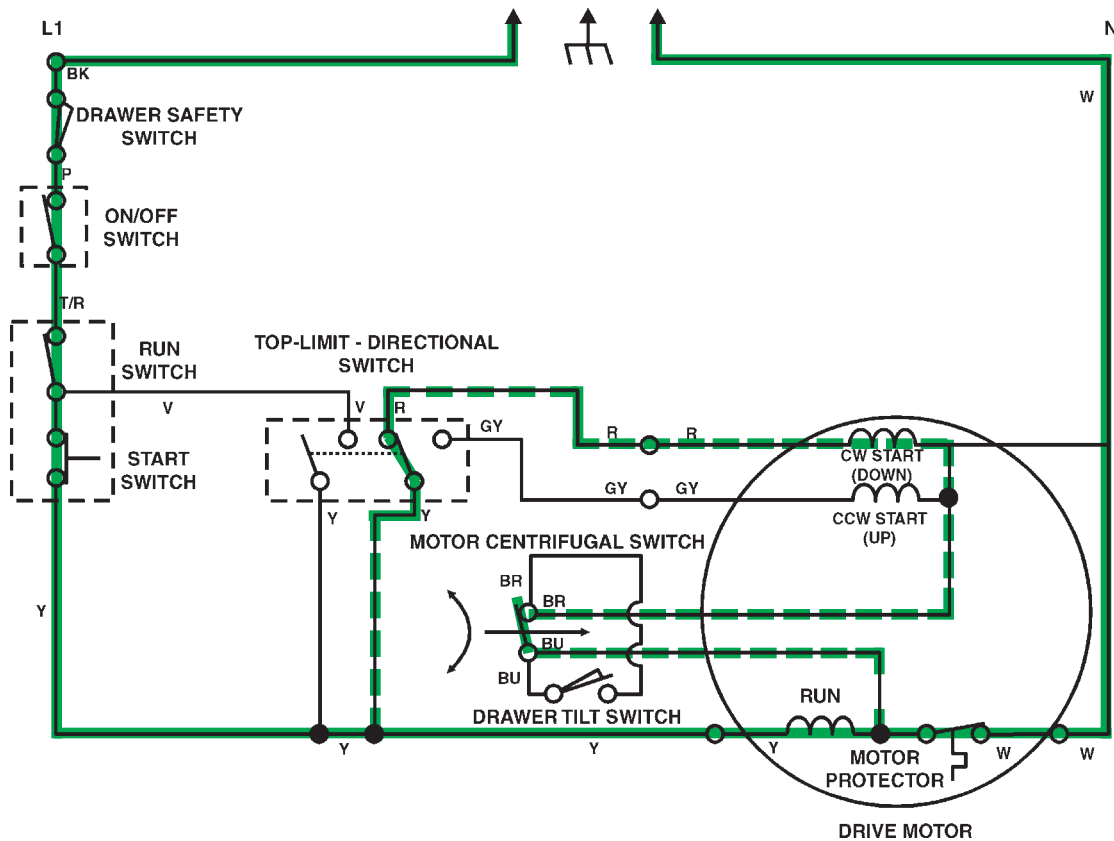 L1
N
BK
W
DRAWER SAFETY
SWITCH
P
ON/OFF
SWITCH
T/R
TOP-LIMIT - DIRECTIONAL
SWITCH
RUN
SWITCH
V
V
R
GY
R
R
START
SWITCH
CW START
(DOWN)
GY
GY
CCW START
(UP)
Y
Y
MOTOR CENTRIFUGAL SWITCH
BR
BR
Y
BU
BU
RUN
DRAWER TILT SWITCH
Y
Y
Y
MOTOR
PROTECTOR
W
W
DRIVE MOTOR